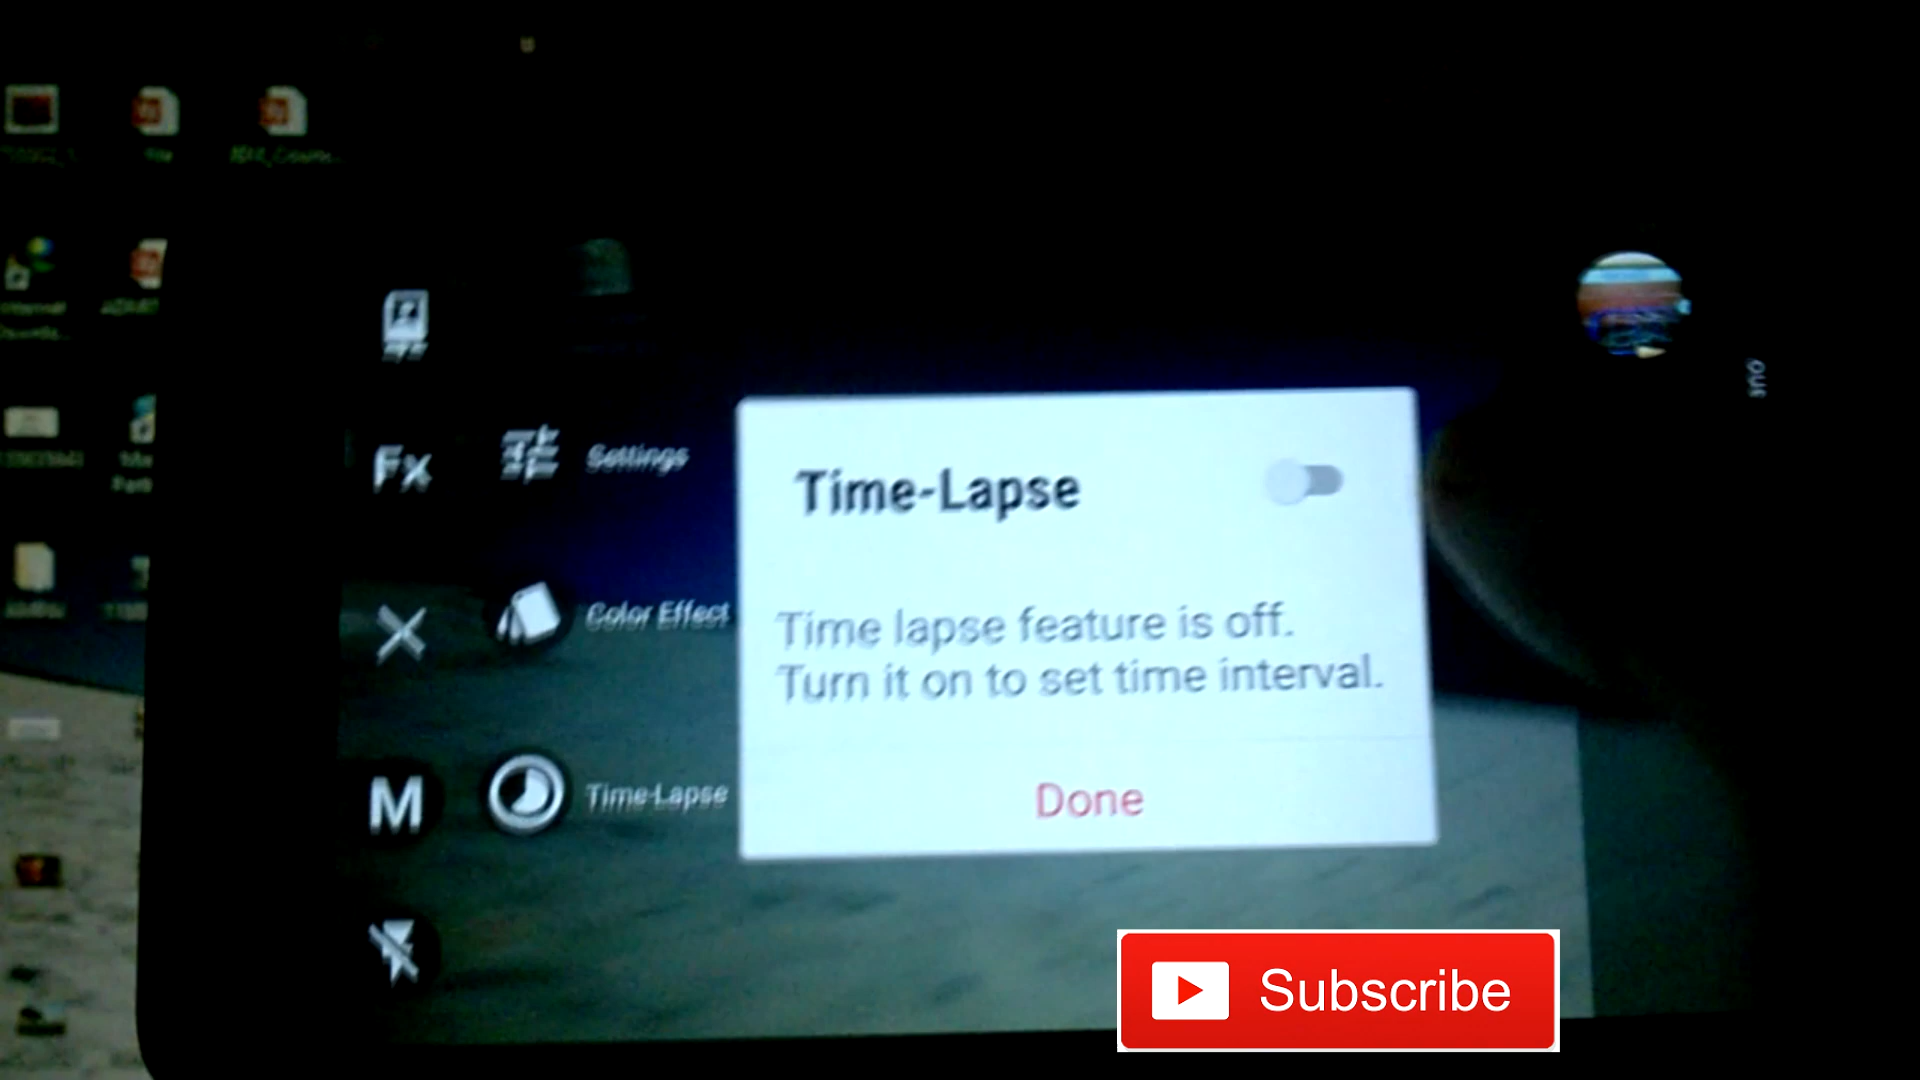 Fx
Settings
Color Effect
M
Time-Lapse
Time-Lapse
Time lapse feature is off.
Turn it on to set time interval.
Done
Subscribe